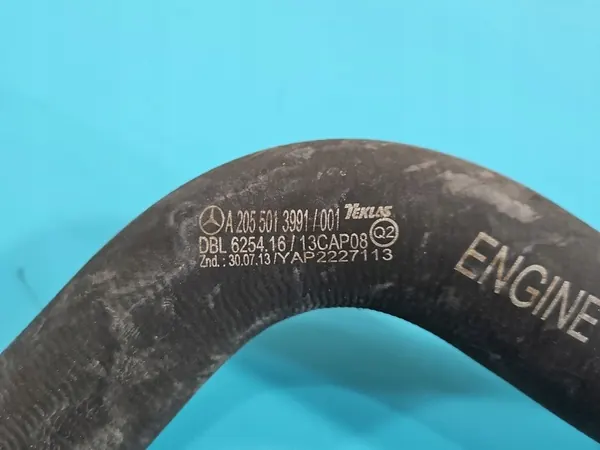 A 205 501 3991/001 TEKLAS
DBL 6254.16/13CAP08 Q2
Znd.: 30.07.13/YAP2227113
ENGINE